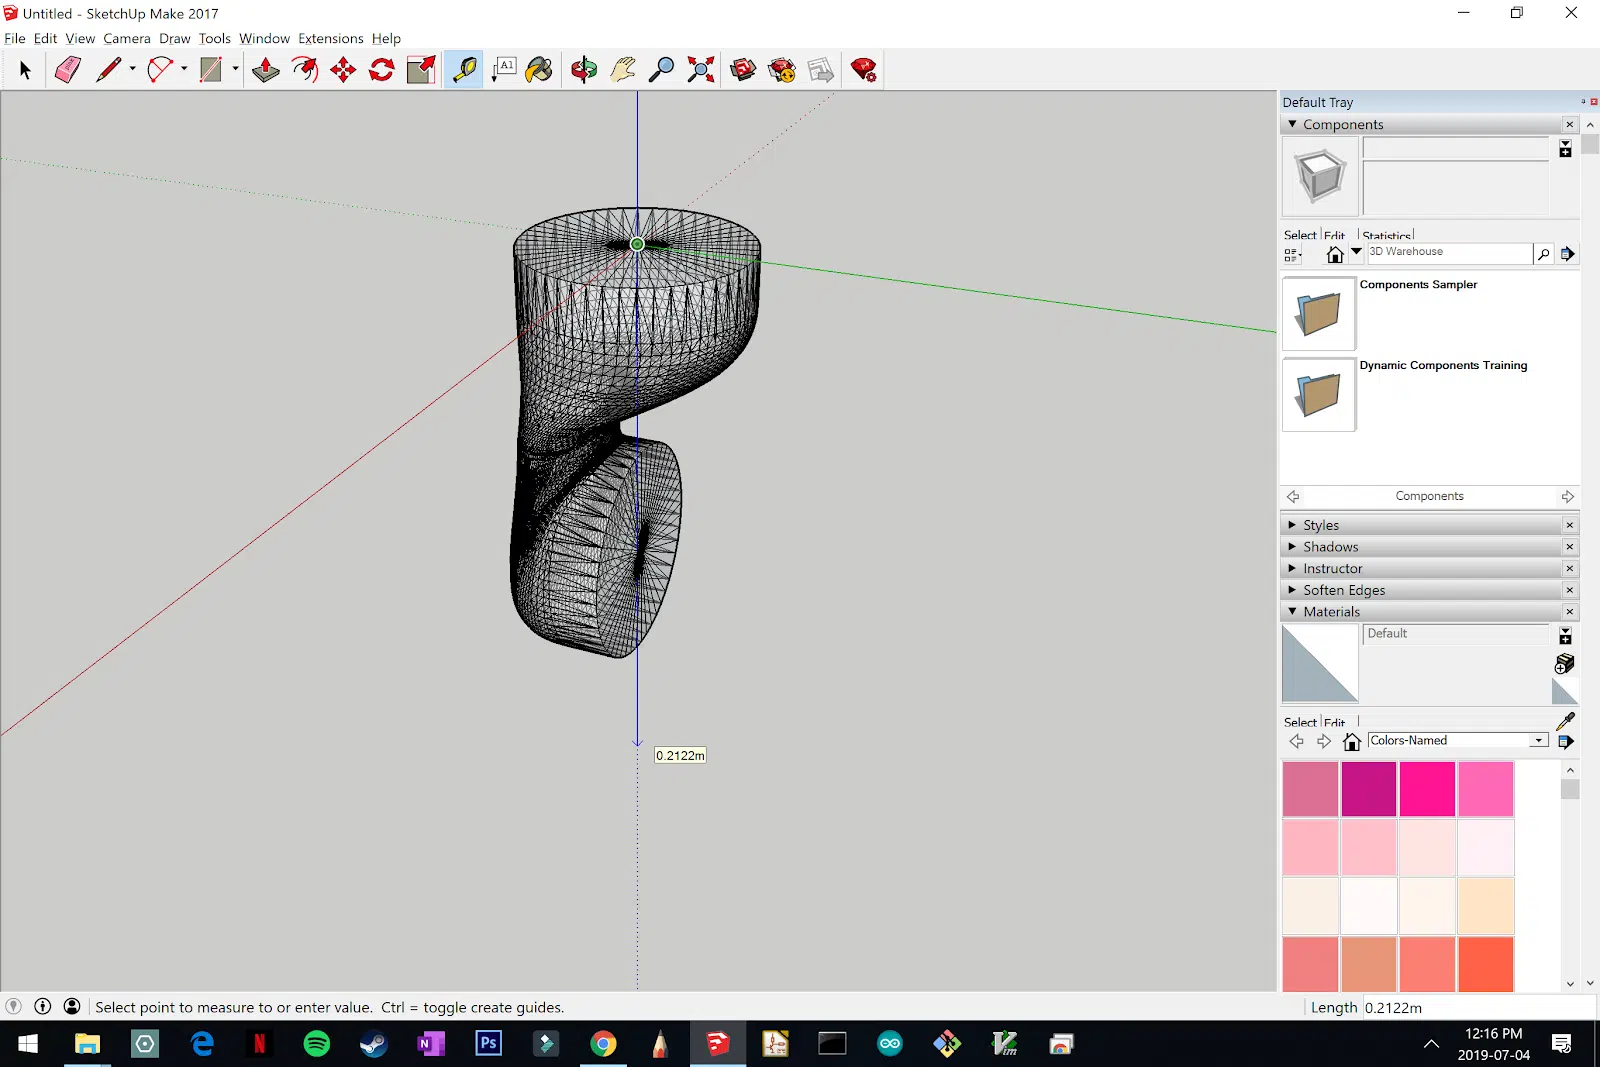 Untitled - SketchUp Make 2017
File Edit View Camera Draw Tools Window Extensions Help
A1
Default Tray
Components
Select Edit Statistics
3D Warehouse
Components Sampler
Dynamic Components Training
Components
Styles
Shadows
Instructor
Soften Edges
Materials
Default
Select Edit
Colors-Named
0.2122m
Select point to measure to or enter value. Ctrl = toggle create guides.
Length 0.2122m
N
N
Ps
Vim
12:16 PM
2019-07-04